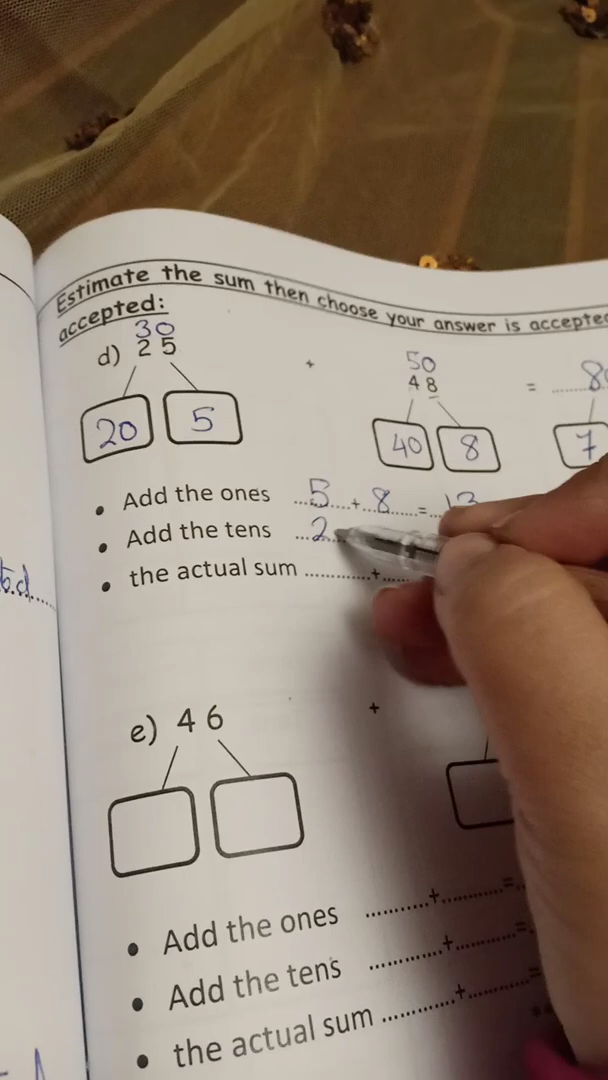 Estimate the sum then choose your answer is accepted
accepted:
30
d) 25 + 
50
48 = 8
20 5 40 8 7
• Add the ones 5 + 8 = 13
• Add the tens 2
• the actual sum ............+......
e) 46 +
• Add the ones ...........+...........=
• Add the tens ...........+...........=
• the actual sum ............+............=